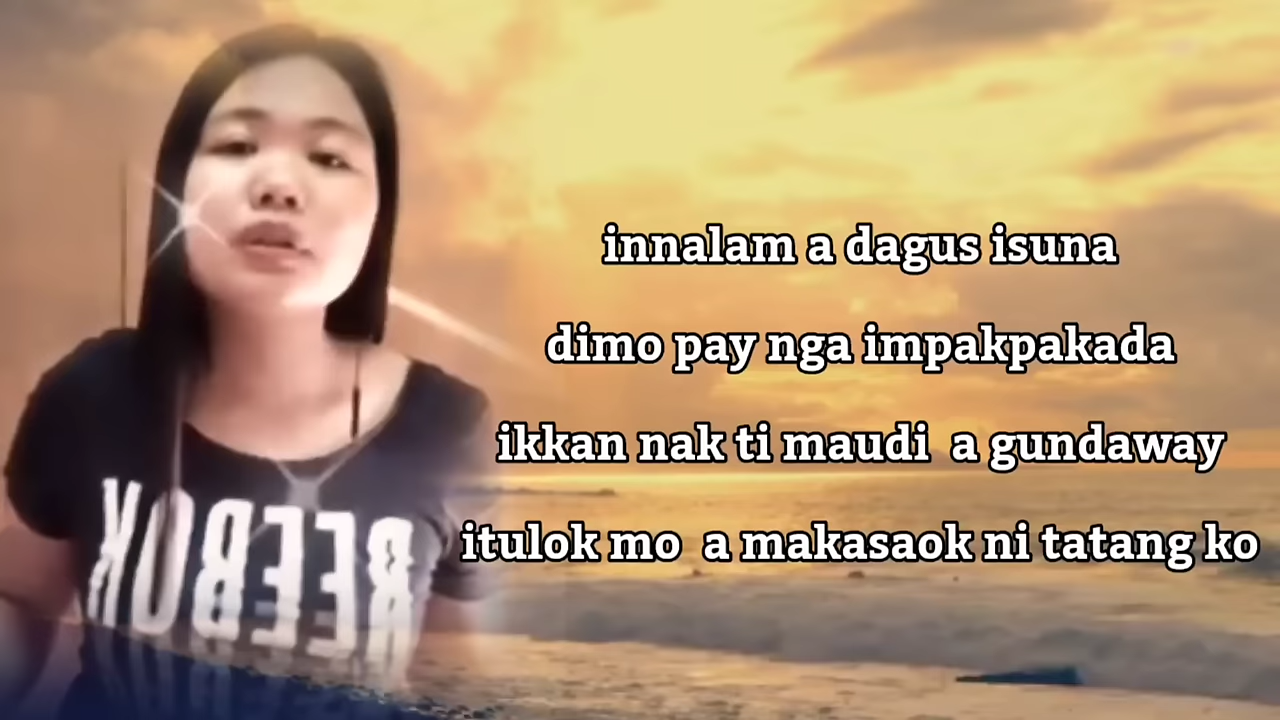 REEBOK
innalam a dagus isuna
dimo pay nga impakpakada
ikkan nak ti maudi a gundaway
itulok mo a makasaok ni tatang ko